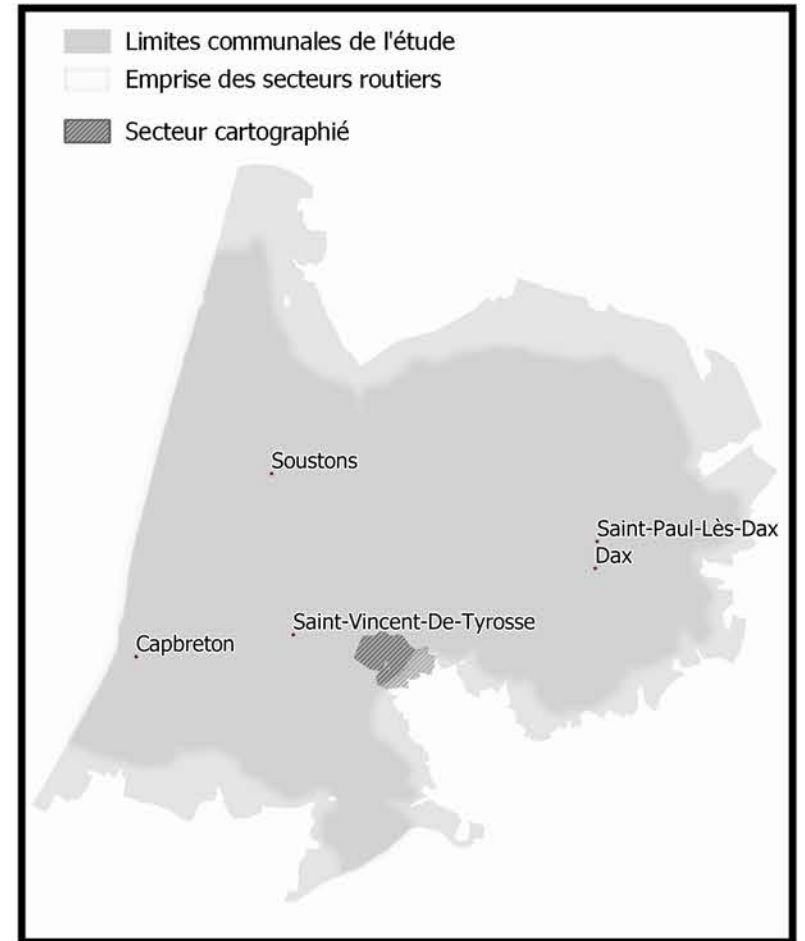 Limites communales de l'étude
Emprise des secteurs routiers
Secteur cartographié
Soustons
Saint-Paul-Lès-Dax
Dax
Saint-Vincent-De-Tyrosse
Capbreton